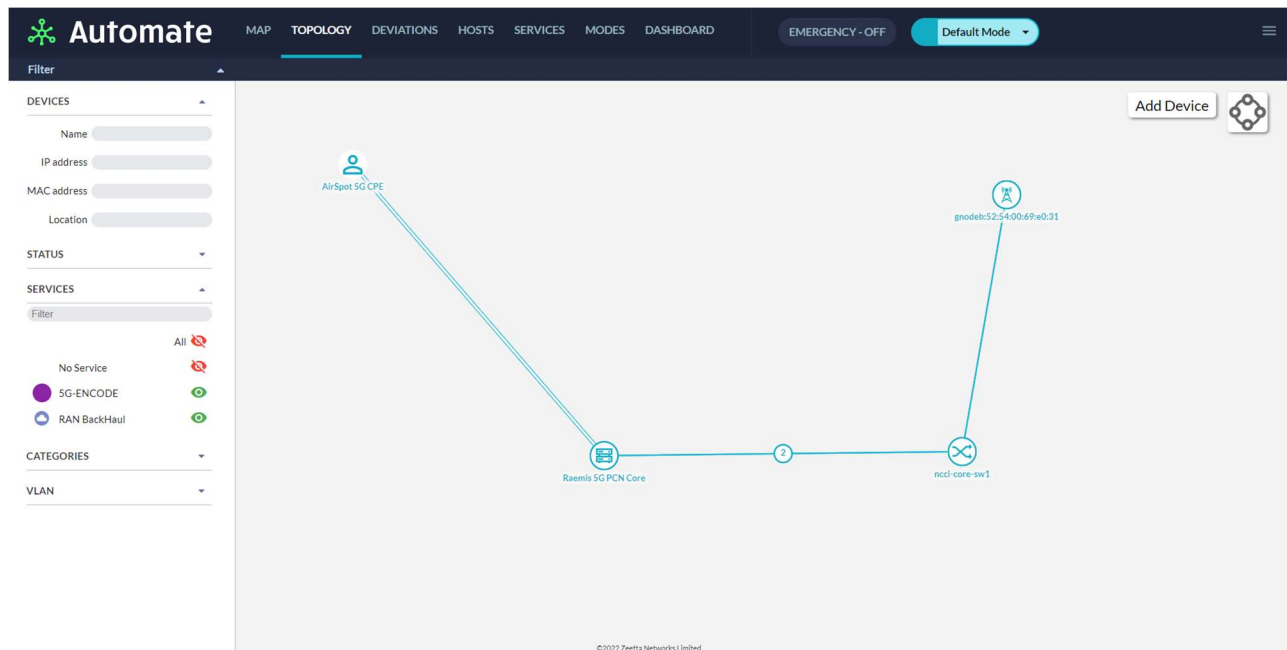 Automate
MAP TOPOLOGY DEVIATIONS HOSTS SERVICES MODES DASHBOARD EMERGENCY - OFF Default Mode
Filter
DEVICES
Name
IP address
MAC address
Location
STATUS
SERVICES
Filter
All
No Service
5G-ENCODE
RAN BackHaul
CATEGORIES
VLAN
Add Device
AirSpot 5G CPE
gnodeb:52:54:00:69:e0:31
2
Raemis 5G PCN Core
ncci-core-sw1
©2022 Zeetta Networks Limited